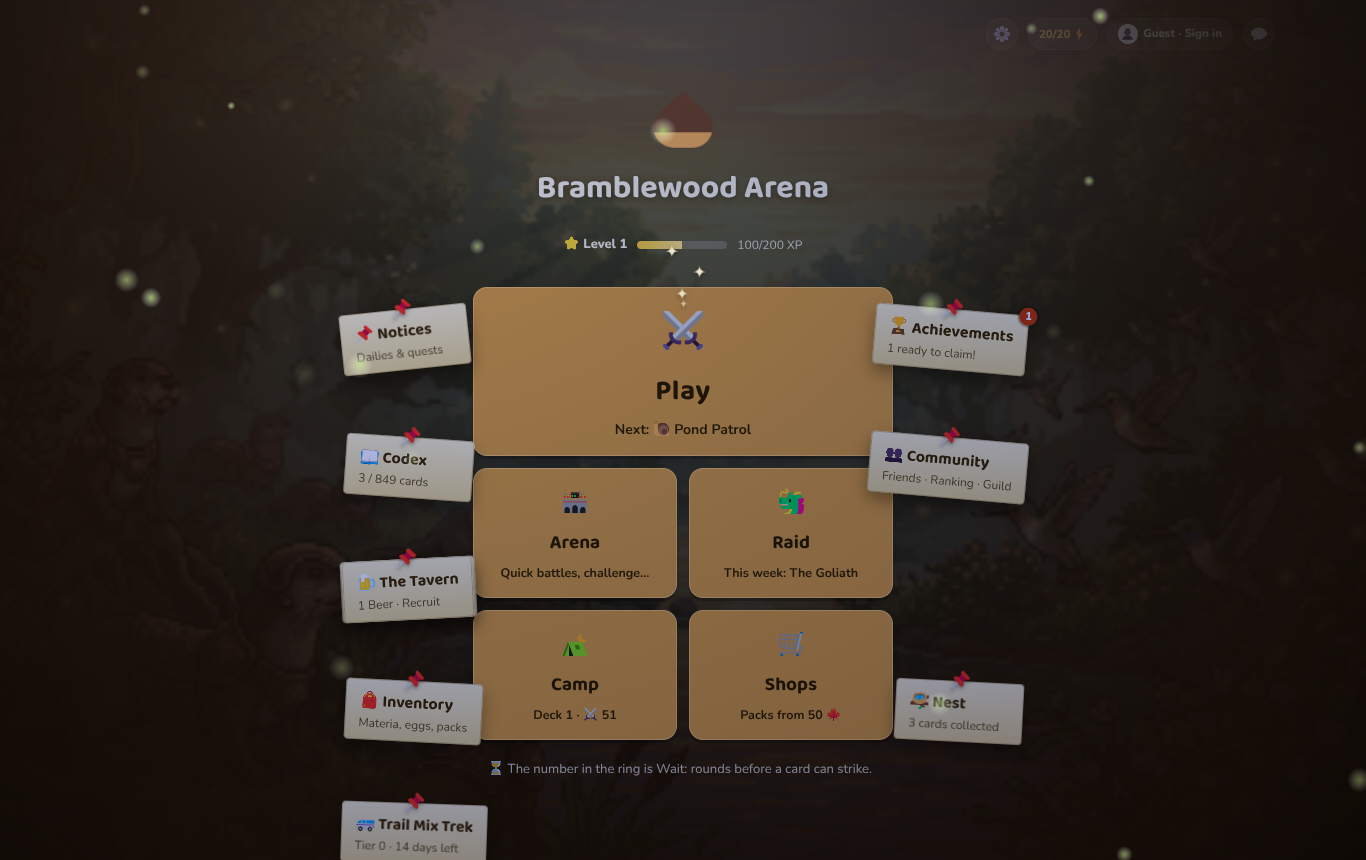 20/20
Guest · Sign in
Bramblewood Arena
Level 1
100/200 XP
Notices
Dailies & quests
Play
Next: Pond Patrol
Achievements
1
1 ready to claim!
Codex
3 / 849 cards
Community
Friends · Ranking · Guild
Arena
Quick battles, challenge...
Raid
This week: The Goliath
The Tavern
1 Beer · Recruit
Inventory
Materia, eggs, packs
Camp
Deck 1 · 51
Shops
Packs from 50
Nest
3 cards collected
The number in the ring is Wait: rounds before a card can strike.
Trail Mix Trek
Tier 0 · 14 days left